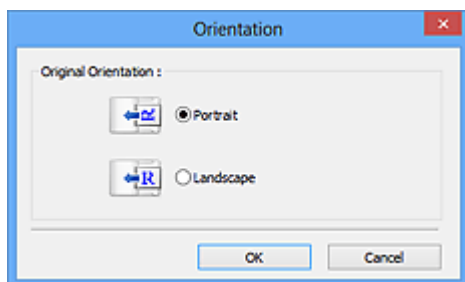 Orientation
Original Orientation :
R
Portrait
R
Landscape
OK
Cancel